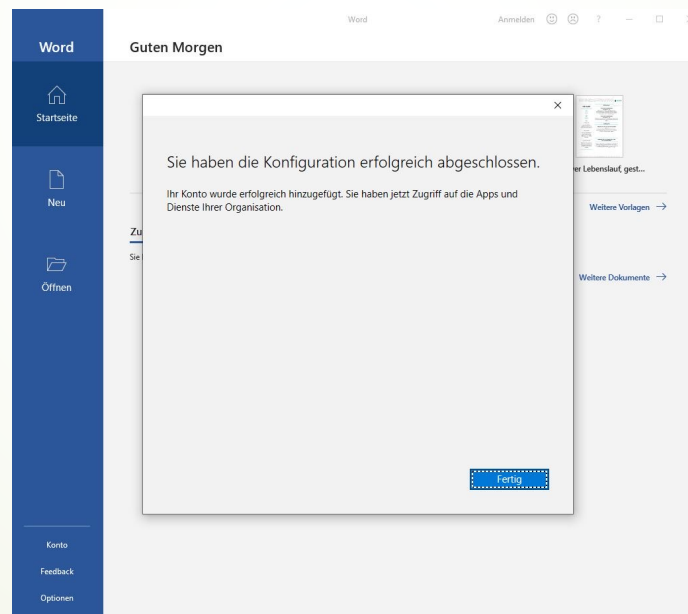 Word
Anmelden
?
Word
Guten Morgen
Startseite
Neu
Öffnen
Konto
Feedback
Optionen
er Lebenslauf, gest...
Weitere Vorlagen
Zu
Sie
Weitere Dokumente
Sie haben die Konfiguration erfolgreich abgeschlossen.
Ihr Konto wurde erfolgreich hinzugefügt. Sie haben jetzt Zugriff auf die Apps und
Dienste Ihrer Organisation.
Fertig